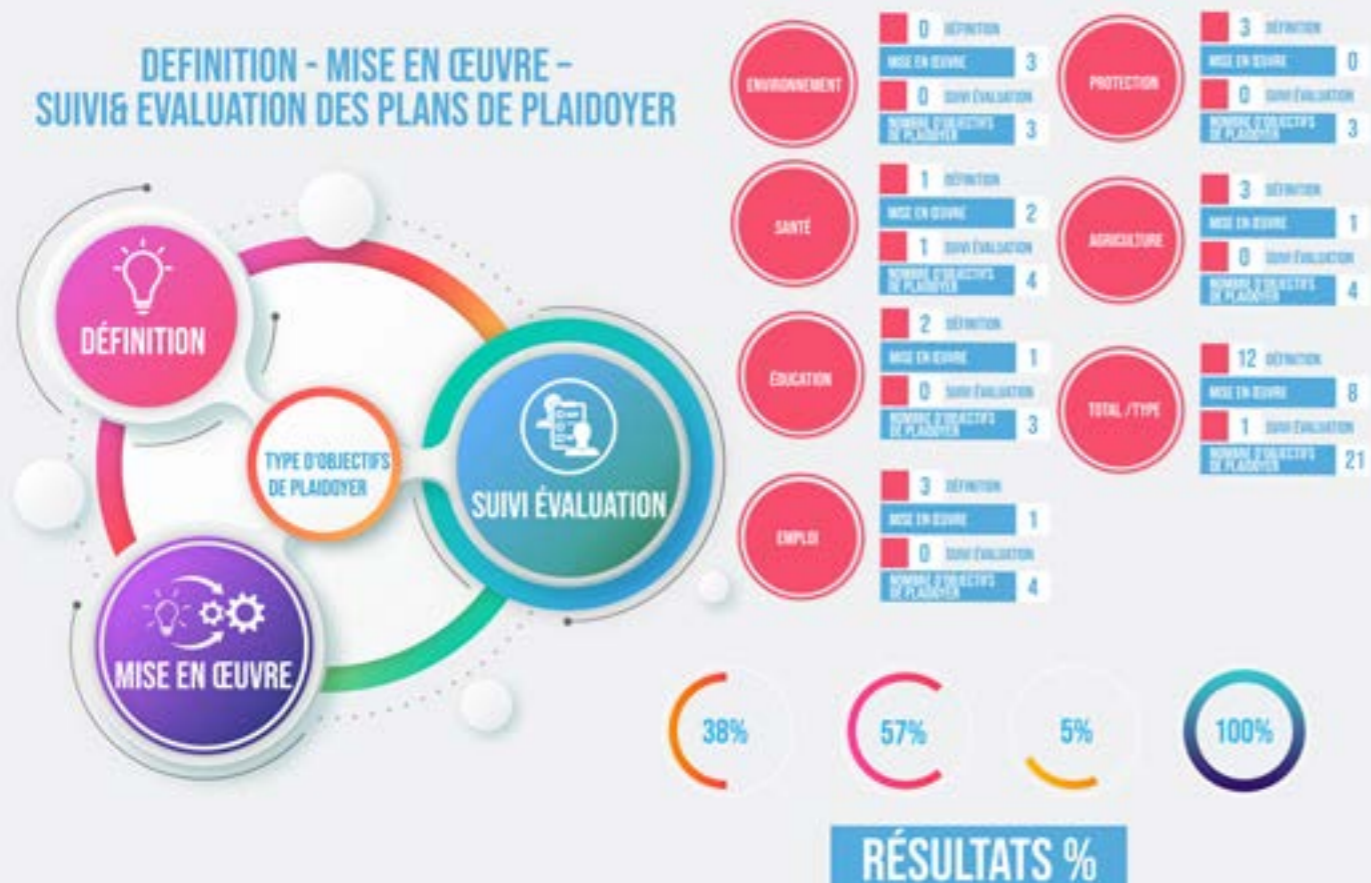 DEFINITION - MISE EN ŒUVRE –
SUIVI& EVALUATION DES PLANS DE PLAIDOYER
DÉFINITION
TYPE D'OBJECTIFS
DE PLAIDOYER
SUIVI ÉVALUATION
MISE EN ŒUVRE
ENVIRONNEMENT
0 DÉFINITION
MISE EN ŒUVRE 3
0 SUIVI ÉVALUATION
NOMBRE D'OBJECTIFS
DE PLAIDOYER 3
SANTÉ
1 DÉFINITION
MISE EN ŒUVRE 2
1 SUIVI ÉVALUATION
NOMBRE D'OBJECTIFS
DE PLAIDOYER 4
ÉDUCATION
2 DÉFINITION
MISE EN ŒUVRE 1
0 SUIVI ÉVALUATION
NOMBRE D'OBJECTIFS
DE PLAIDOYER 3
EMPLOI
3 DÉFINITION
MISE EN ŒUVRE 1
0 SUIVI ÉVALUATION
NOMBRE D'OBJECTIFS
DE PLAIDOYER 4
PROTECTION
3 DÉFINITION
MISE EN ŒUVRE 0
0 SUIVI ÉVALUATION
NOMBRE D'OBJECTIFS
DE PLAIDOYER 3
AGRICULTURE
3 DÉFINITION
MISE EN ŒUVRE 1
0 SUIVI ÉVALUATION
NOMBRE D'OBJECTIFS
DE PLAIDOYER 4
TOTAL /TYPE
12 DÉFINITION
MISE EN ŒUVRE 8
1 SUIVI ÉVALUATION
NOMBRE D'OBJECTIFS
DE PLAIDOYER 21
38%
57%
5%
100%
RÉSULTATS %